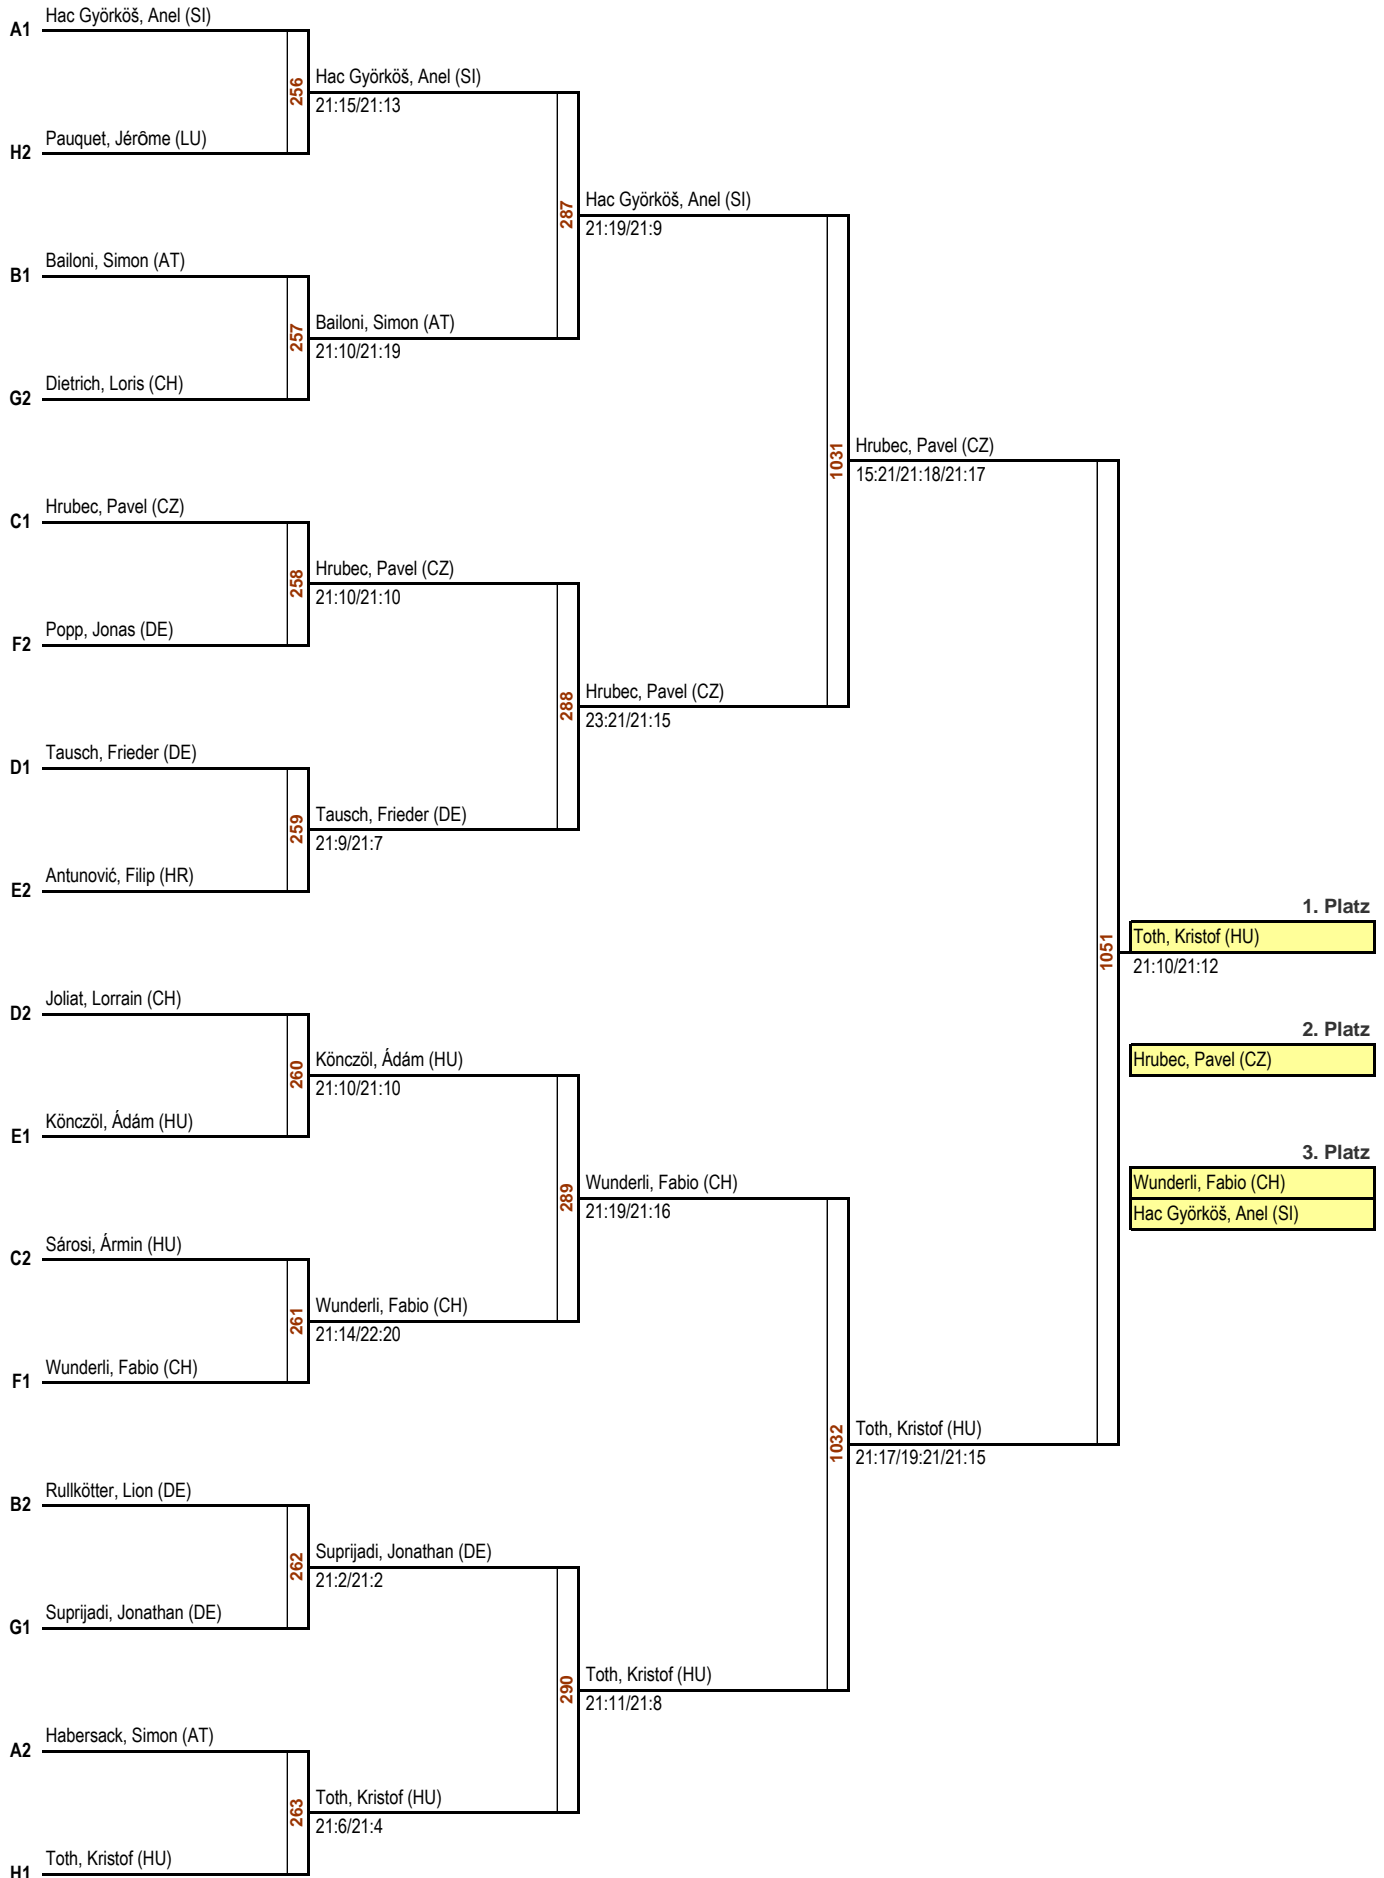 Hac Györköš, Anel (SI)
A1
256
Hac Györköš, Anel (SI)
21:15/21:13
Pauquet, Jérôme (LU)
H2
287
Hac Györköš, Anel (SI)
21:19/21:9
Bailoni, Simon (AT)
B1
257
Bailoni, Simon (AT)
21:10/21:19
Dietrich, Loris (CH)
G2
1031
Hrubec, Pavel (CZ)
15:21/21:18/21:17
Hrubec, Pavel (CZ)
C1
258
Hrubec, Pavel (CZ)
21:10/21:10
Popp, Jonas (DE)
F2
288
Hrubec, Pavel (CZ)
23:21/21:15
Tausch, Frieder (DE)
D1
259
Tausch, Frieder (DE)
21:9/21:7
Antunović, Filip (HR)
E2
1. Platz
1051
Toth, Kristof (HU)
21:10/21:12
Joliat, Lorrain (CH)
D2
2. Platz
Hrubec, Pavel (CZ)
260
Könczöl, Ádám (HU)
21:10/21:10
Könczöl, Ádám (HU)
E1
3. Platz
Wunderli, Fabio (CH)
Hac Györköš, Anel (SI)
289
Wunderli, Fabio (CH)
21:19/21:16
Sárosi, Ármin (HU)
C2
261
Wunderli, Fabio (CH)
21:14/22:20
Wunderli, Fabio (CH)
F1
1032
Toth, Kristof (HU)
21:17/19:21/21:15
Rullkötter, Lion (DE)
B2
262
Suprijadi, Jonathan (DE)
21:2/21:2
Suprijadi, Jonathan (DE)
G1
290
Toth, Kristof (HU)
21:11/21:8
Habersack, Simon (AT)
A2
263
Toth, Kristof (HU)
21:6/21:4
Toth, Kristof (HU)
H1